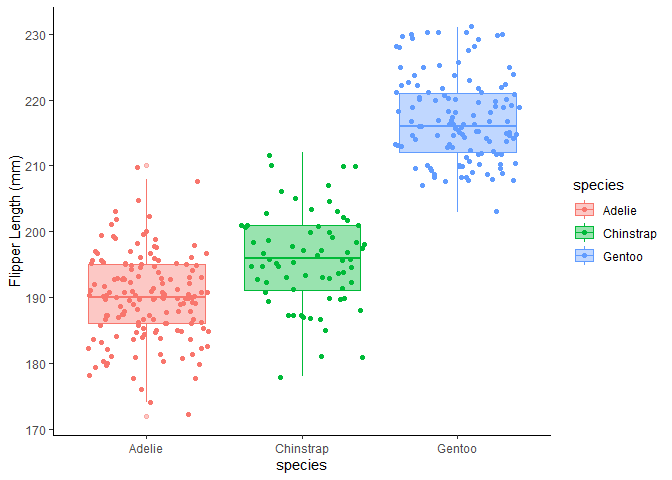 230
220
210
200
190
180
170
Flipper Length (mm)
Adelie
Chinstrap
Gentoo
species
species
Adelie
Chinstrap
Gentoo